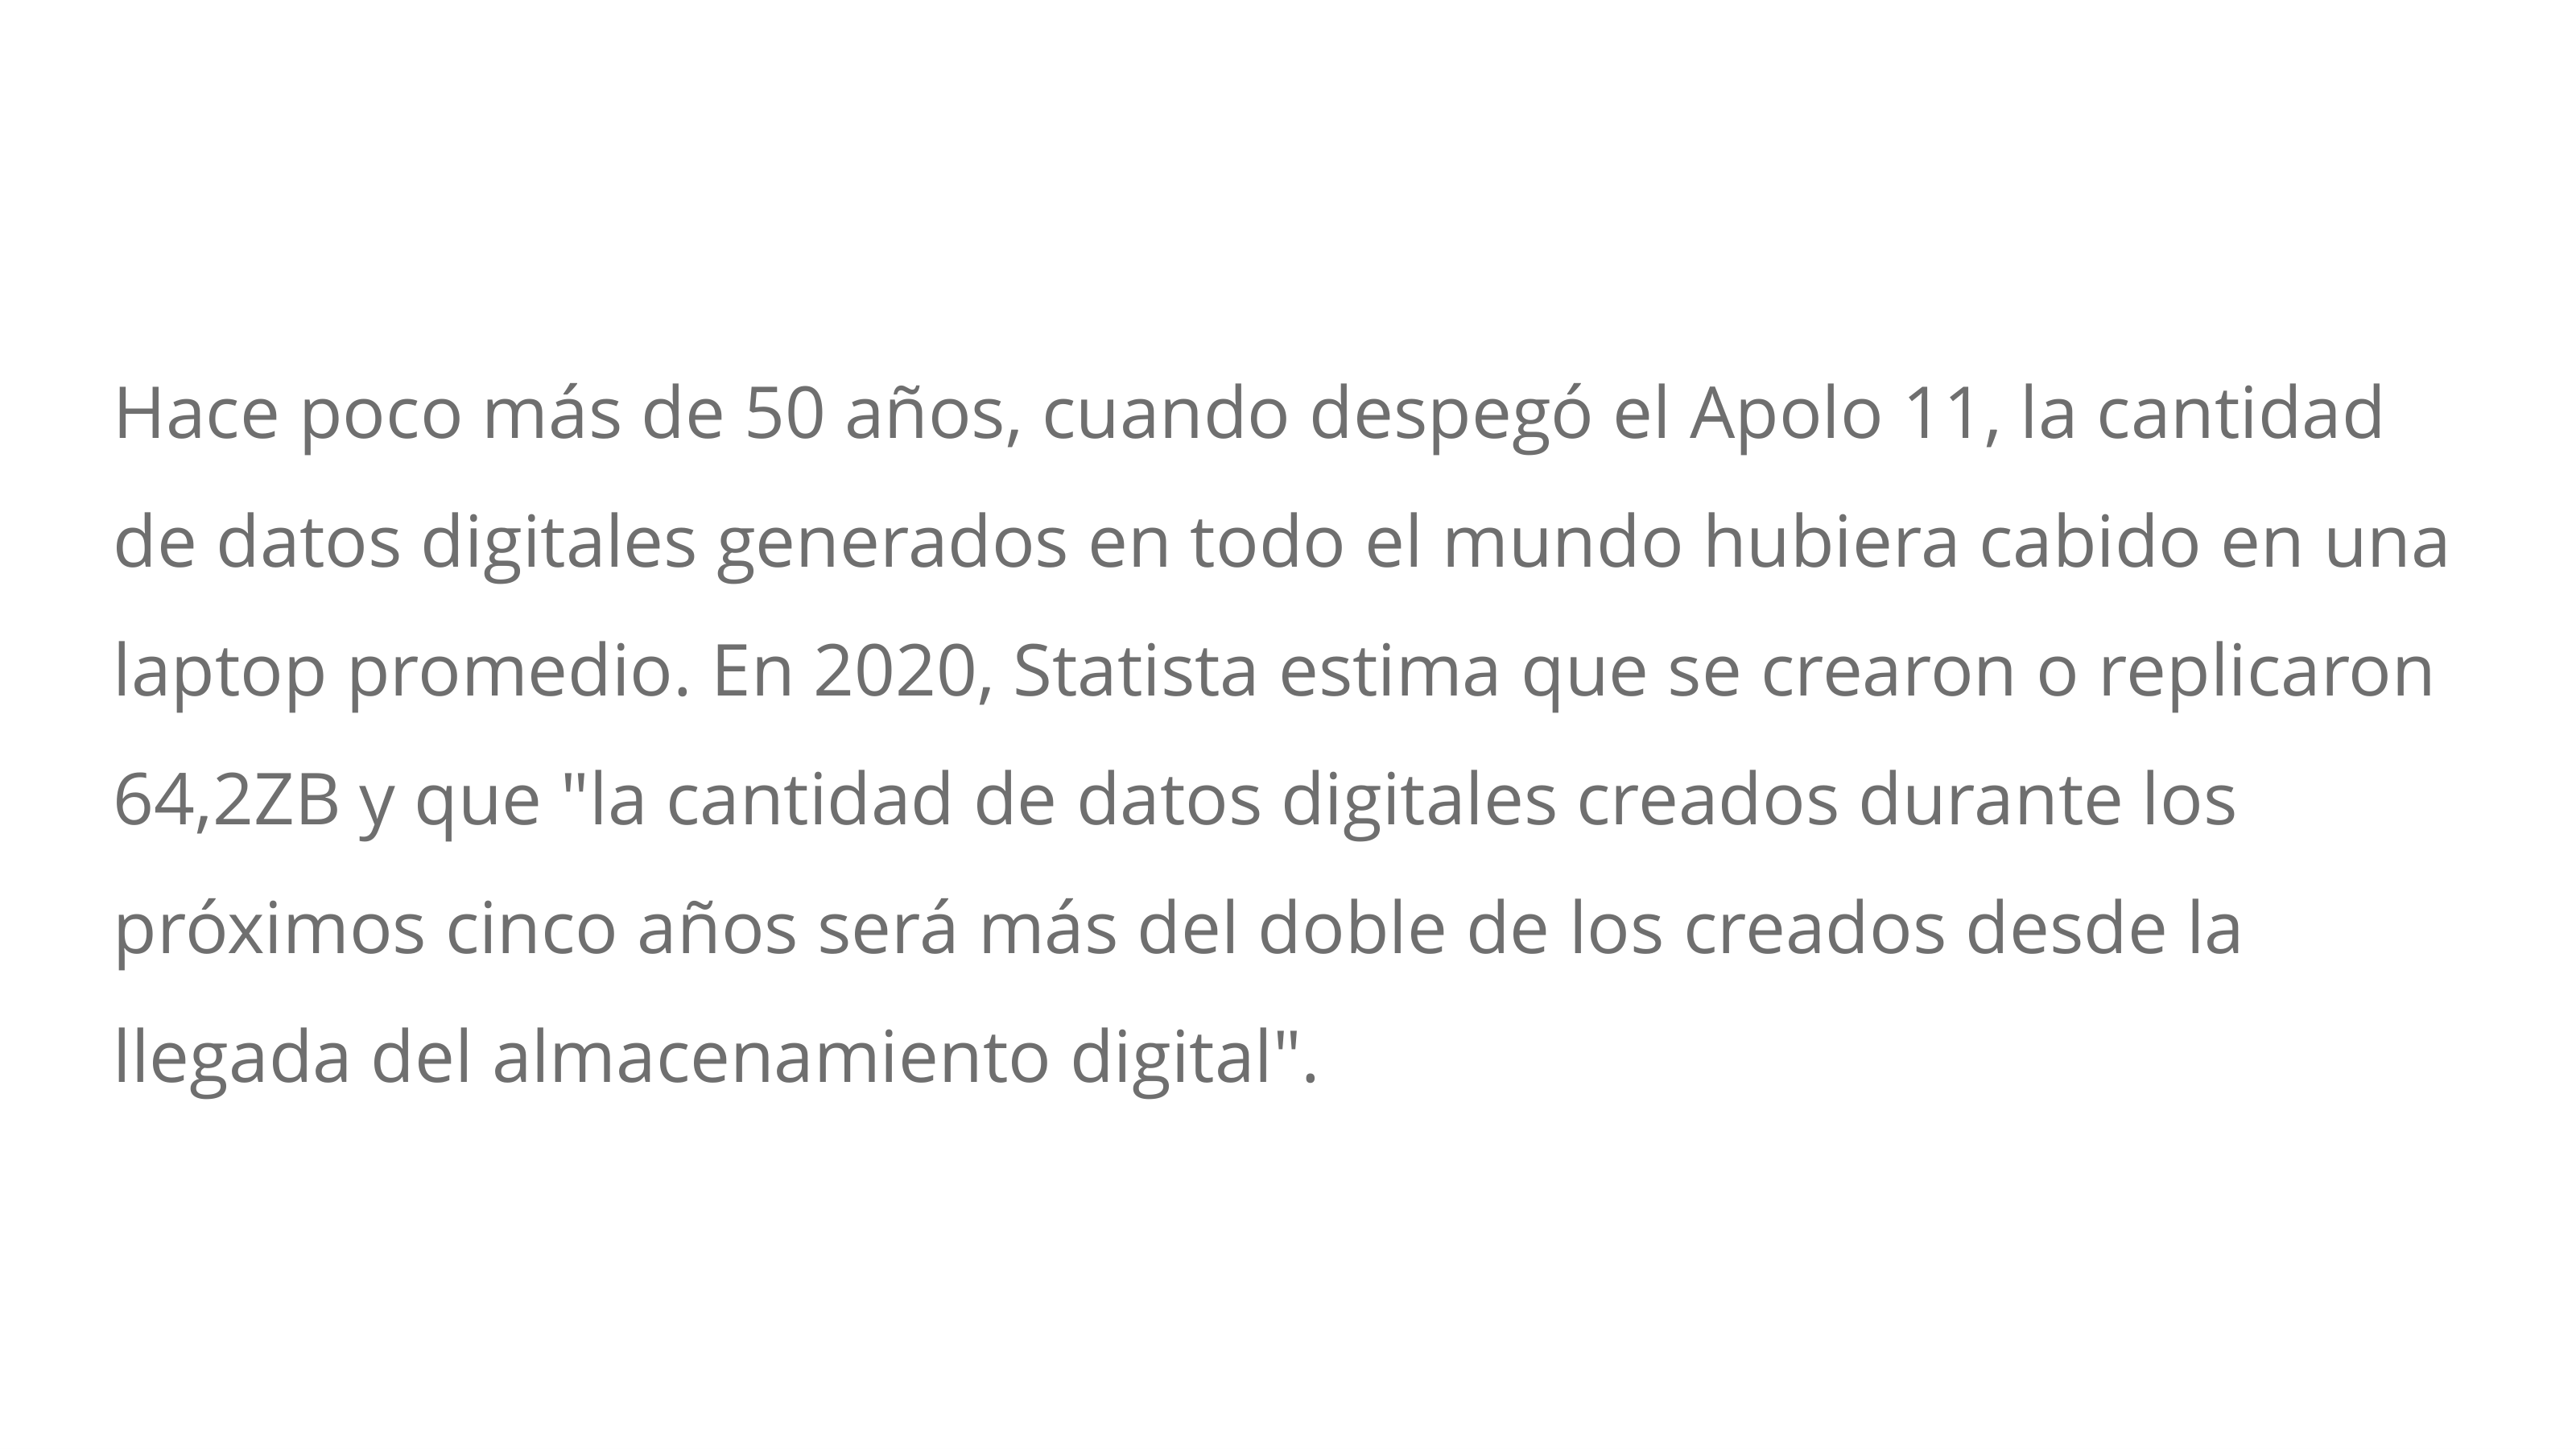 Hace poco más de 50 años, cuando despegó el Apolo 11, la cantidad
de datos digitales generados en todo el mundo hubiera cabido en una
laptop promedio. En 2020, Statista estima que se crearon o replicaron
64,2ZB y que "la cantidad de datos digitales creados durante los
próximos cinco años será más del doble de los creados desde la
llegada del almacenamiento digital".